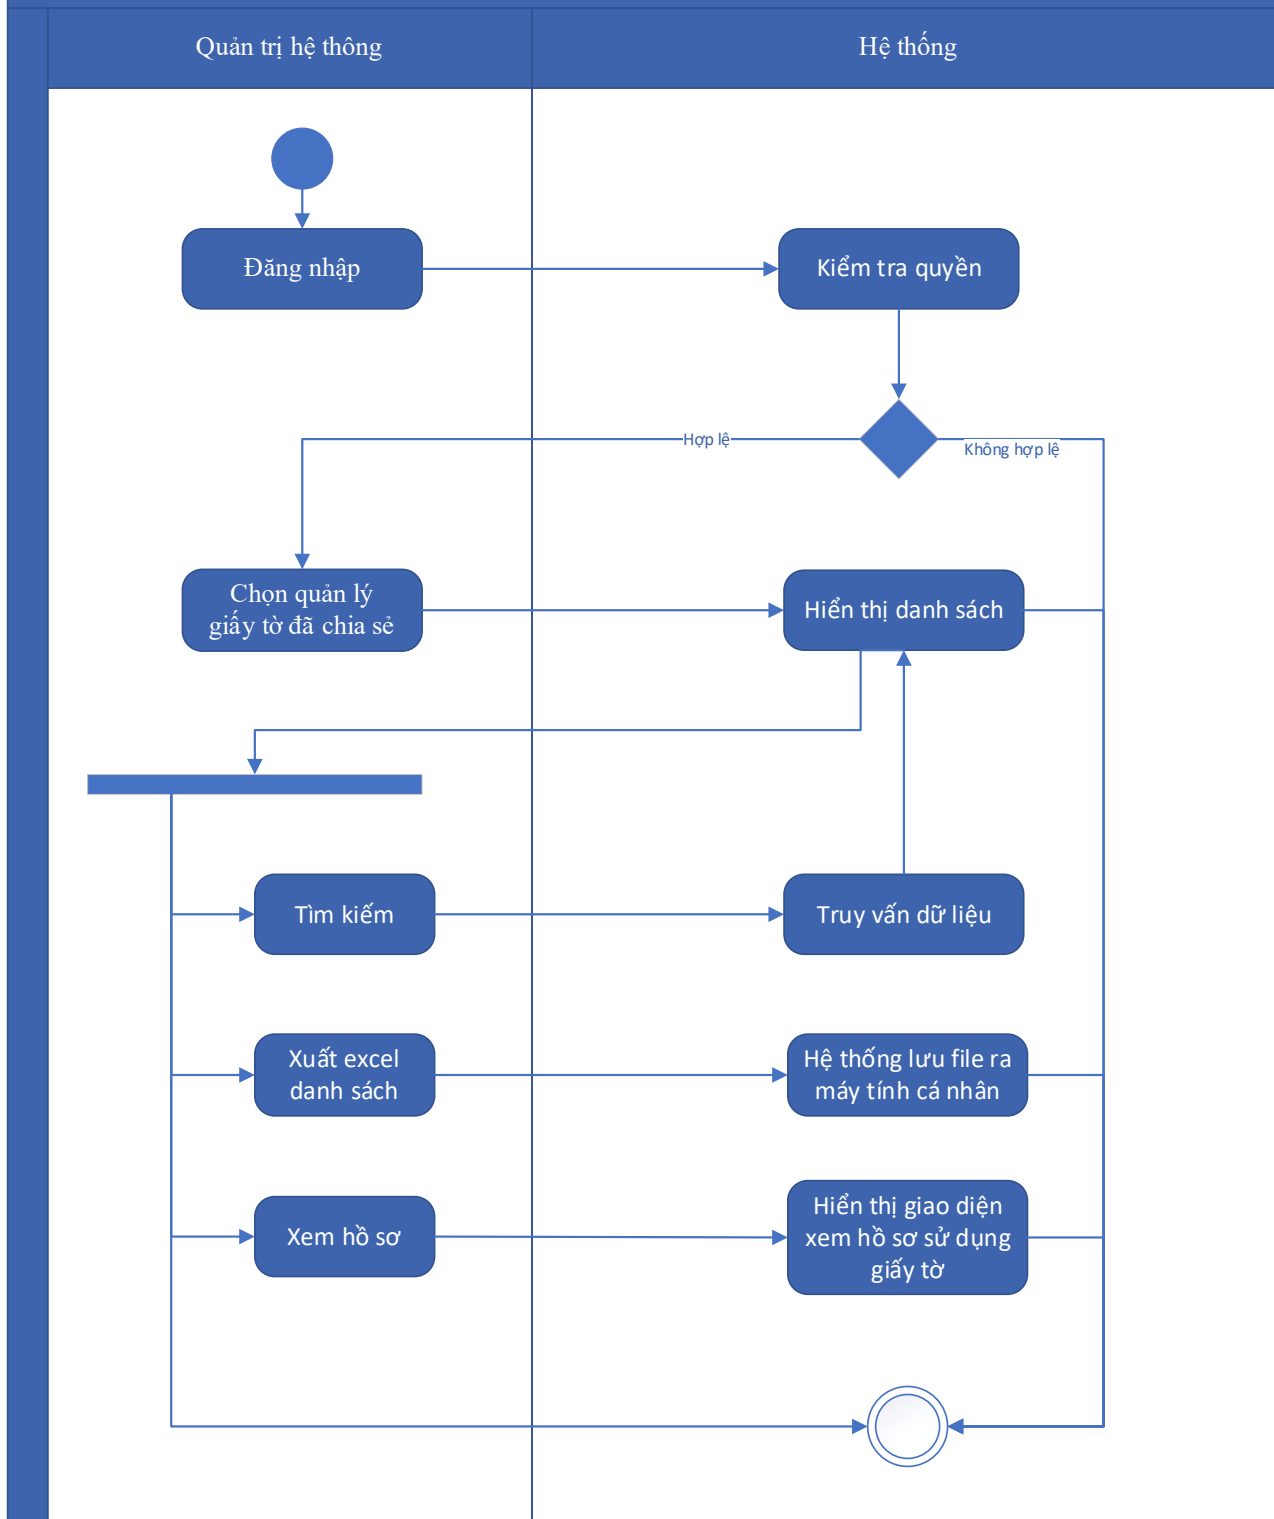 Quản trị hệ thông
Hệ thống
Đăng nhập
Kiểm tra quyền
Hợp lệ
Không hợp lệ
Chọn quản lý
giấy tờ đã chia sẻ
Hiển thị danh sách
Tìm kiếm
Truy vấn dữ liệu
Xuất excel
danh sách
Hệ thống lưu file ra
máy tính cá nhân
Xem hồ sơ
Hiển thị giao diện
xem hồ sơ sử dụng
giấy tờ